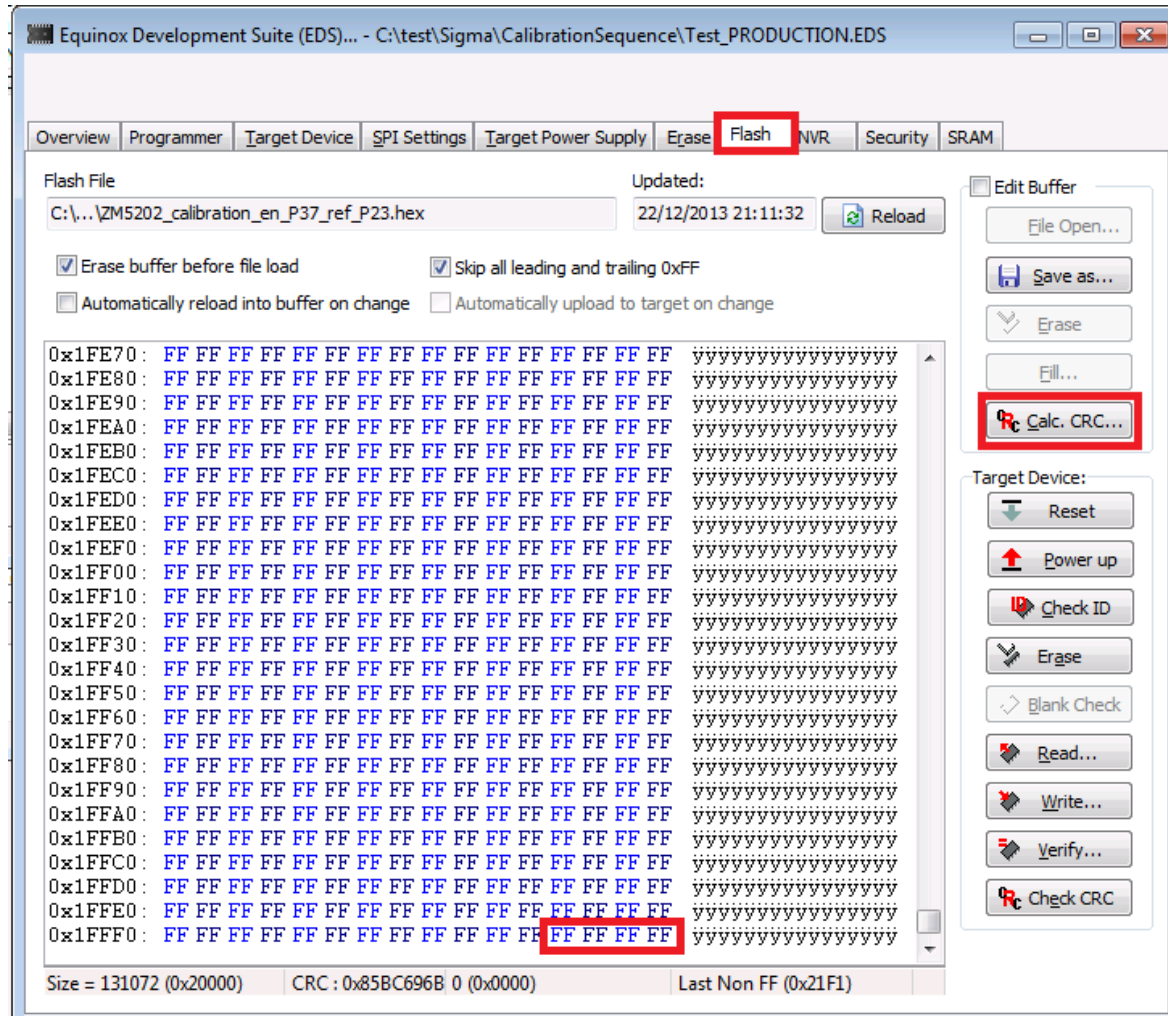 Equinox Development Suite (EDS)... - C:\test\Sigma\CalibrationSequence\Test_PRODUCTION.EDS
Overview Programmer Target Device SPI Settings Target Power Supply Erase Flash NVR Security SRAM
Flash File Updated:
C:\...\ZM5202_calibration_en_P37_ref_P23.hex 22/12/2013 21:11:32 Reload
Erase buffer before file load Skip all leading and trailing 0xFF
Automatically reload into buffer on change Automatically upload to target on change
0x1FE70: FF FF FF FF FF FF FF FF FF FF FF FF FF FF FF FF ÿÿÿÿÿÿÿÿÿÿÿÿÿÿÿÿ
0x1FE80: FF FF FF FF FF FF FF FF FF FF FF FF FF FF FF FF ÿÿÿÿÿÿÿÿÿÿÿÿÿÿÿÿ
0x1FE90: FF FF FF FF FF FF FF FF FF FF FF FF FF FF FF FF ÿÿÿÿÿÿÿÿÿÿÿÿÿÿÿÿ
0x1FEA0: FF FF FF FF FF FF FF FF FF FF FF FF FF FF FF FF ÿÿÿÿÿÿÿÿÿÿÿÿÿÿÿÿ
0x1FEB0: FF FF FF FF FF FF FF FF FF FF FF FF FF FF FF FF ÿÿÿÿÿÿÿÿÿÿÿÿÿÿÿÿ
0x1FEC0: FF FF FF FF FF FF FF FF FF FF FF FF FF FF FF FF ÿÿÿÿÿÿÿÿÿÿÿÿÿÿÿÿ
0x1FED0: FF FF FF FF FF FF FF FF FF FF FF FF FF FF FF FF ÿÿÿÿÿÿÿÿÿÿÿÿÿÿÿÿ
0x1FEE0: FF FF FF FF FF FF FF FF FF FF FF FF FF FF FF FF ÿÿÿÿÿÿÿÿÿÿÿÿÿÿÿÿ
0x1FEF0: FF FF FF FF FF FF FF FF FF FF FF FF FF FF FF FF ÿÿÿÿÿÿÿÿÿÿÿÿÿÿÿÿ
0x1FF00: FF FF FF FF FF FF FF FF FF FF FF FF FF FF FF FF ÿÿÿÿÿÿÿÿÿÿÿÿÿÿÿÿ
0x1FF10: FF FF FF FF FF FF FF FF FF FF FF FF FF FF FF FF ÿÿÿÿÿÿÿÿÿÿÿÿÿÿÿÿ
0x1FF20: FF FF FF FF FF FF FF FF FF FF FF FF FF FF FF FF ÿÿÿÿÿÿÿÿÿÿÿÿÿÿÿÿ
0x1FF30: FF FF FF FF FF FF FF FF FF FF FF FF FF FF FF FF ÿÿÿÿÿÿÿÿÿÿÿÿÿÿÿÿ
0x1FF40: FF FF FF FF FF FF FF FF FF FF FF FF FF FF FF FF ÿÿÿÿÿÿÿÿÿÿÿÿÿÿÿÿ
0x1FF50: FF FF FF FF FF FF FF FF FF FF FF FF FF FF FF FF ÿÿÿÿÿÿÿÿÿÿÿÿÿÿÿÿ
0x1FF60: FF FF FF FF FF FF FF FF FF FF FF FF FF FF FF FF ÿÿÿÿÿÿÿÿÿÿÿÿÿÿÿÿ
0x1FF70: FF FF FF FF FF FF FF FF FF FF FF FF FF FF FF FF ÿÿÿÿÿÿÿÿÿÿÿÿÿÿÿÿ
0x1FF80: FF FF FF FF FF FF FF FF FF FF FF FF FF FF FF FF ÿÿÿÿÿÿÿÿÿÿÿÿÿÿÿÿ
0x1FF90: FF FF FF FF FF FF FF FF FF FF FF FF FF FF FF FF ÿÿÿÿÿÿÿÿÿÿÿÿÿÿÿÿ
0x1FFA0: FF FF FF FF FF FF FF FF FF FF FF FF FF FF FF FF ÿÿÿÿÿÿÿÿÿÿÿÿÿÿÿÿ
0x1FFB0: FF FF FF FF FF FF FF FF FF FF FF FF FF FF FF FF ÿÿÿÿÿÿÿÿÿÿÿÿÿÿÿÿ
0x1FFC0: FF FF FF FF FF FF FF FF FF FF FF FF FF FF FF FF ÿÿÿÿÿÿÿÿÿÿÿÿÿÿÿÿ
0x1FFD0: FF FF FF FF FF FF FF FF FF FF FF FF FF FF FF FF ÿÿÿÿÿÿÿÿÿÿÿÿÿÿÿÿ
0x1FFE0: FF FF FF FF FF FF FF FF FF FF FF FF FF FF FF FF ÿÿÿÿÿÿÿÿÿÿÿÿÿÿÿÿ
0x1FFF0: FF FF FF FF FF FF FF FF FF FF FF FF FF FF FF FF ÿÿÿÿÿÿÿÿÿÿÿÿÿÿÿÿ
Size = 131072 (0x20000) CRC : 0x85BC696B 0 (0x0000) Last Non FF (0x21F1)
Edit Buffer
File Open...
Save as...
Erase
Fill...
CRC Calc. CRC...
Target Device:
Reset
Power up
ID Check ID
Erase
Blank Check
Read...
Write...
Verify...
CRC Check CRC